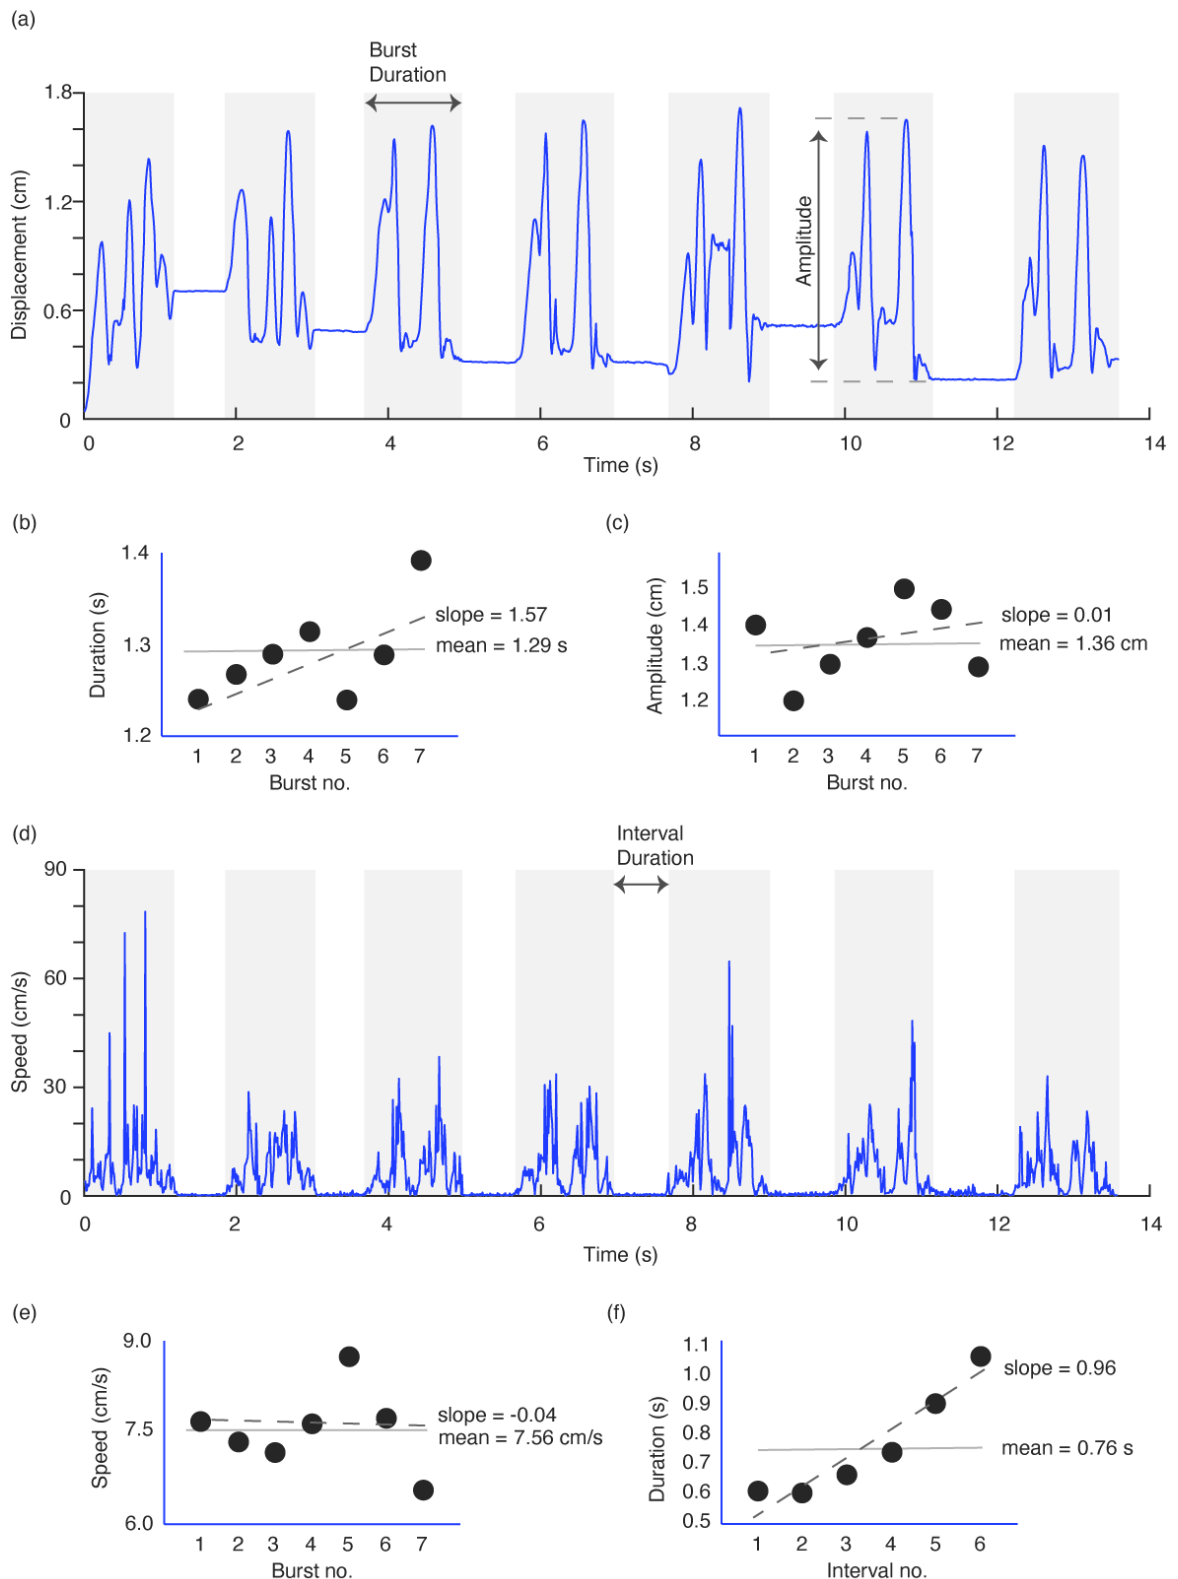 (a)
Burst
Duration
1.8
1.2
0.6
0
Displacement (cm)
Amplitude
0 2 4 6 8 10 12 14
Time (s)
(b)
1.4
1.3
1.2
Duration (s)
slope = 1.57
mean = 1.29 s
1 2 3 4 5 6 7
Burst no.
(c)
1.5
1.4
1.3
1.2
Amplitude (cm)
slope = 0.01
mean = 1.36 cm
1 2 3 4 5 6 7
Burst no.
(d)
Interval
Duration
90
60
30
0
Speed (cm/s)
0 2 4 6 8 10 12 14
Time (s)
(e)
9.0
7.5
6.0
Speed (cm/s)
slope = -0.04
mean = 7.56 cm/s
1 2 3 4 5 6 7
Burst no.
(f)
1.1
1.0
0.9
0.8
0.7
0.6
0.5
Duration (s)
slope = 0.96
mean = 0.76 s
1 2 3 4 5 6
Interval no.